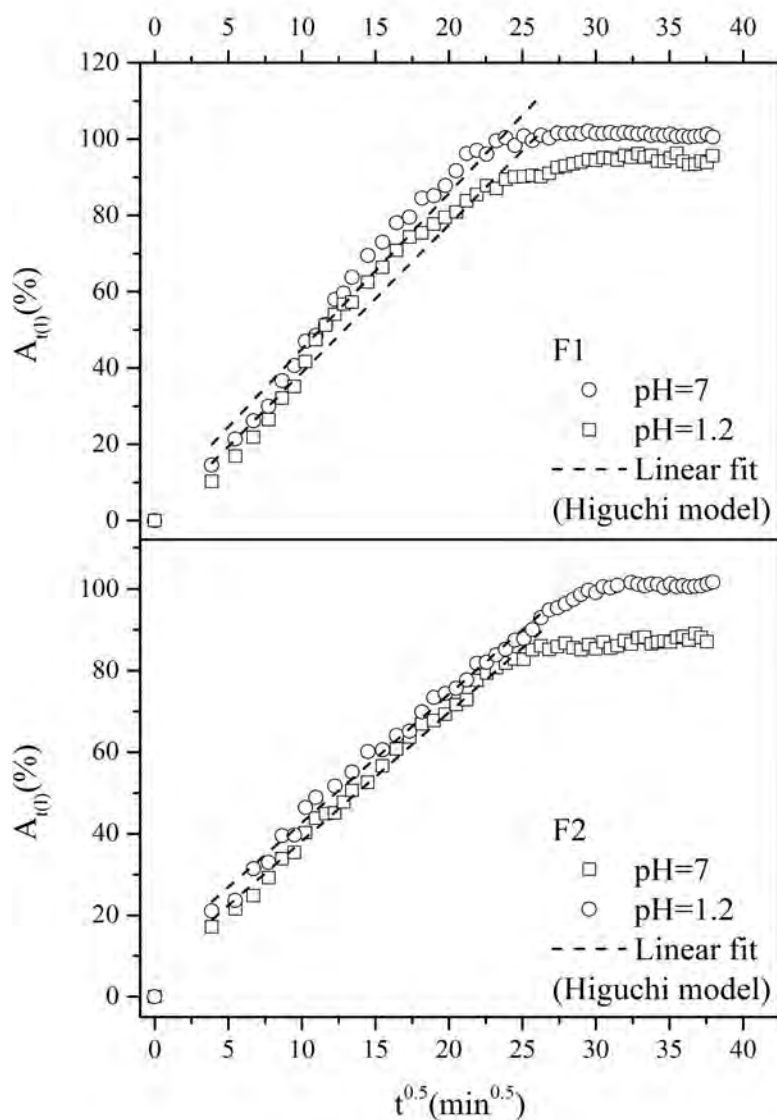 0 5 10 15 20 25 30 35 40
120
100
80
60
40
20
0
A_{t(l)}(%)
F1
pH=7
pH=1.2
Linear fit
(Higuchi model)
100
80
60
40
20
0
A_{t(l)}(%)
F2
pH=7
pH=1.2
Linear fit
(Higuchi model)
0 5 10 15 20 25 30 35 40
t^{0.5}(min^{0.5})